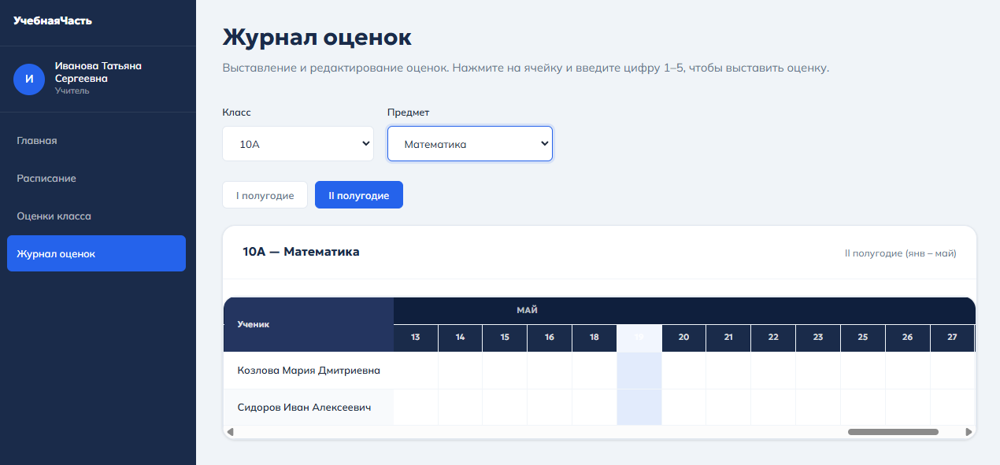 УчебнаяЧасть
И
Иванова Татьяна
Сергеевна
Учитель
Главная
Расписание
Оценки класса
Журнал оценок
Журнал оценок
Выставление и редактирование оценок. Нажмите на ячейку и введите цифру 1–5, чтобы выставить оценку.
Класс Предмет
10А Математика
I полугодие II полугодие
10А — Математика II полугодие (янв – май)
Ученик МАЙ
13 14 15 16 18 19 20 21 22 23 25 26 27
Козлова Мария Дмитриевна
Сидоров Иван Алексеевич